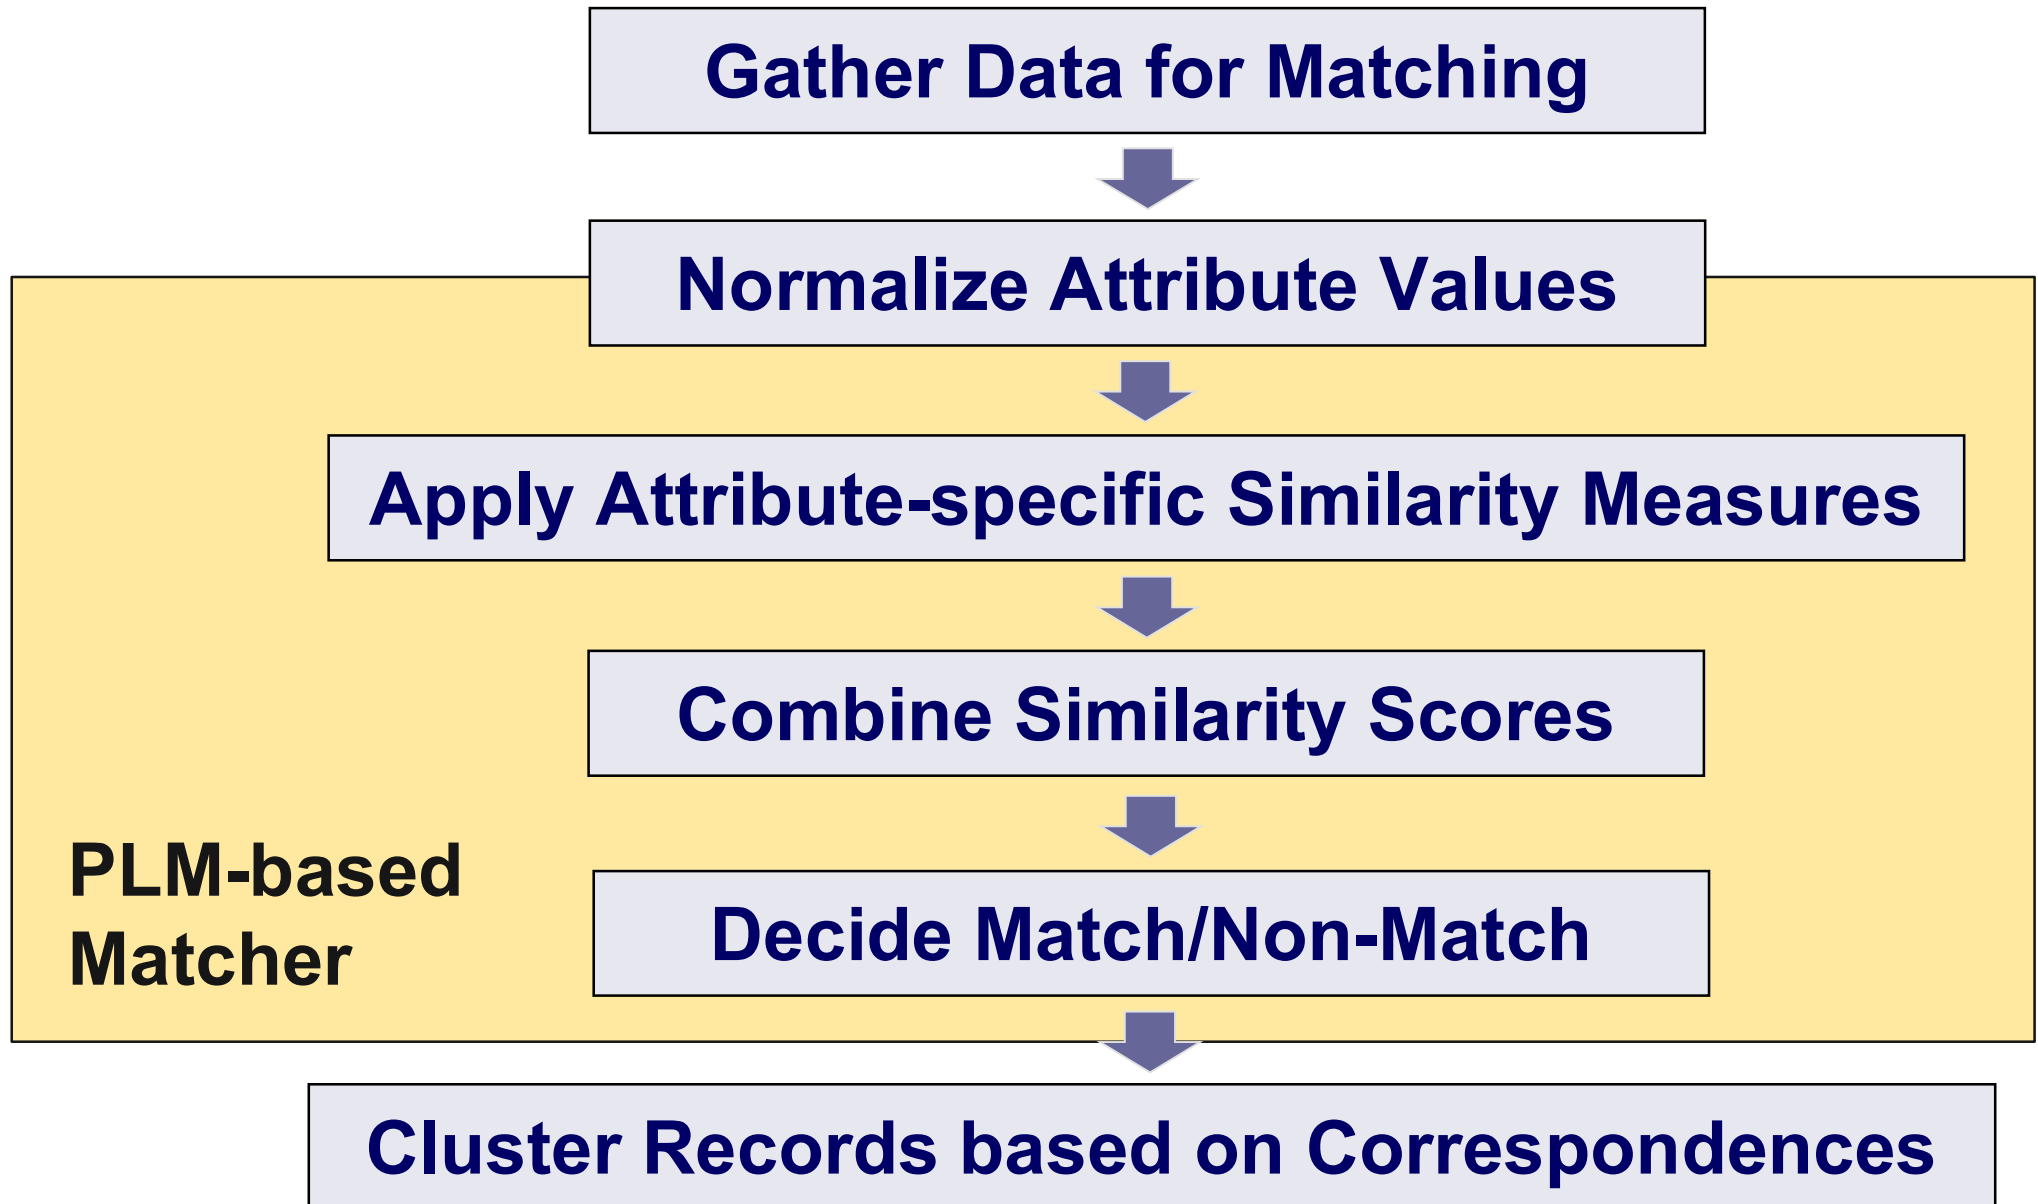 Gather Data for Matching
Normalize Attribute Values
Apply Attribute-specific Similarity Measures
Combine Similarity Scores
PLM-based
Matcher
Decide Match/Non-Match
Cluster Records based on Correspondences